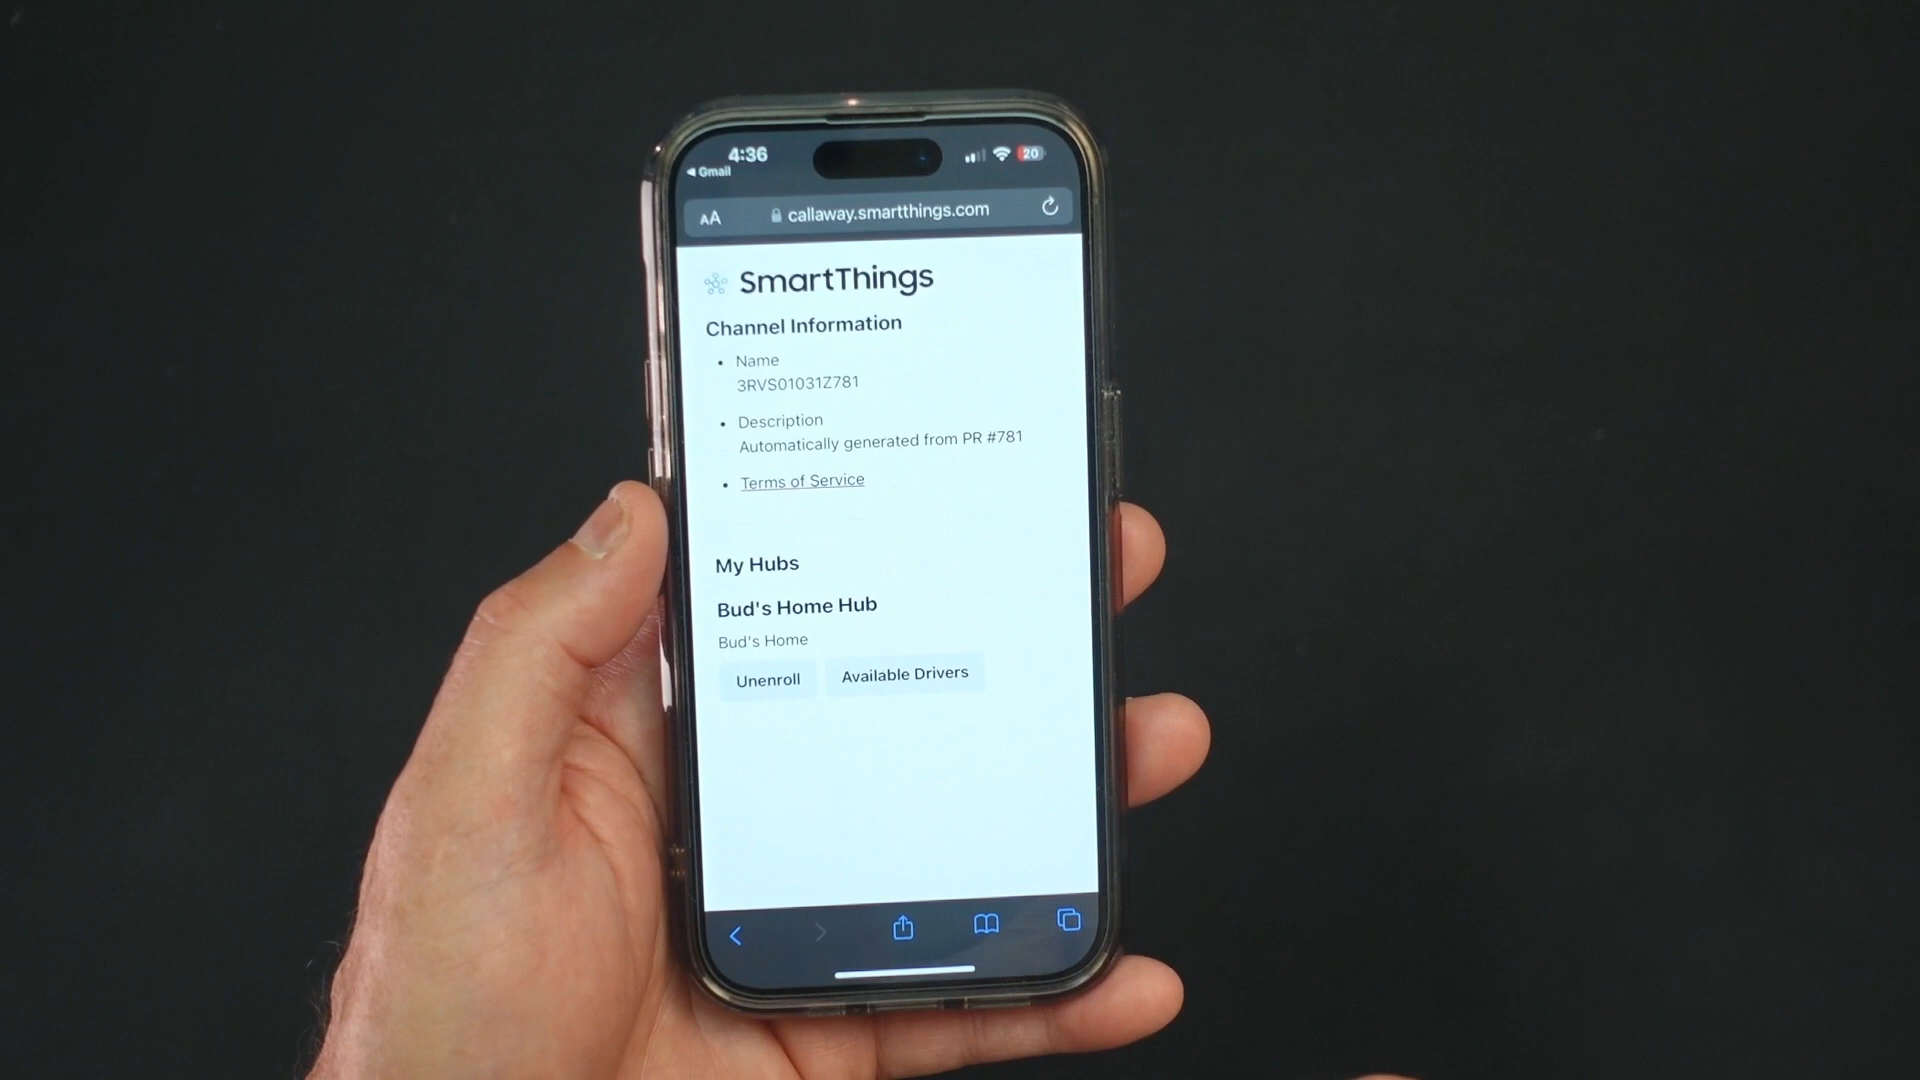 4:36
20
Gmail
AA
callaway.smartthings.com
SmartThings
Channel Information
Name
3RVS01031Z781
Description
Automatically generated from PR #781
Terms of Service
My Hubs
Bud's Home Hub
Bud's Home
Unenroll
Available Drivers